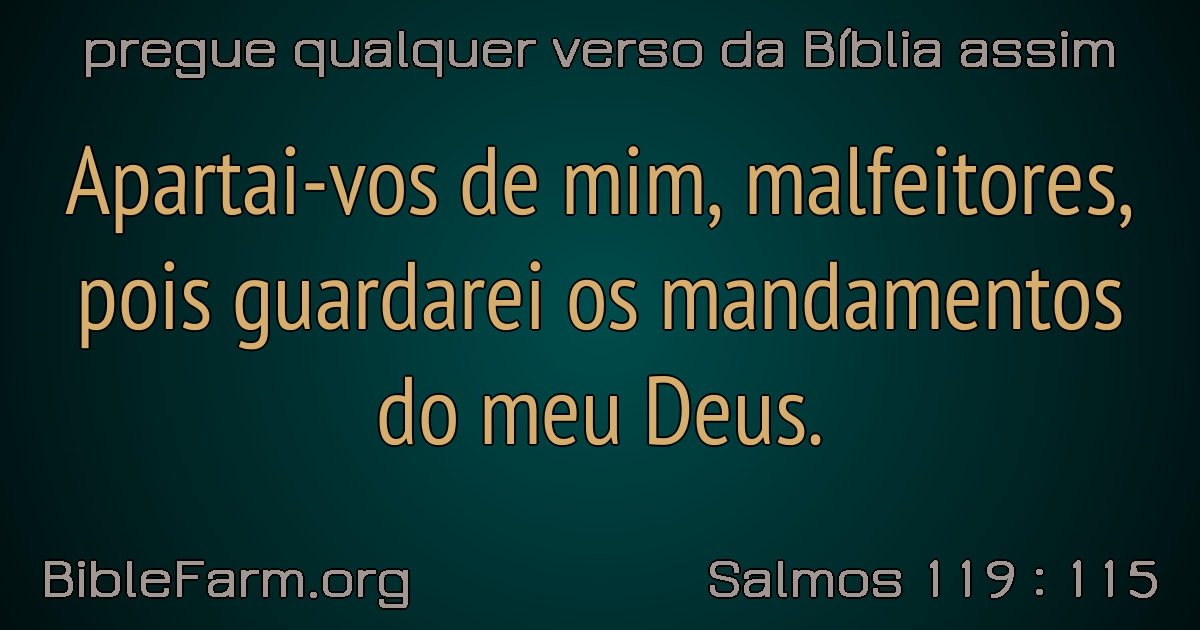 pregue qualquer verso da Bíblia assim
Apartai-vos de mim, malfeitores,
pois guardarei os mandamentos
do meu Deus.
BibleFarm.org
Salmos 119 : 115